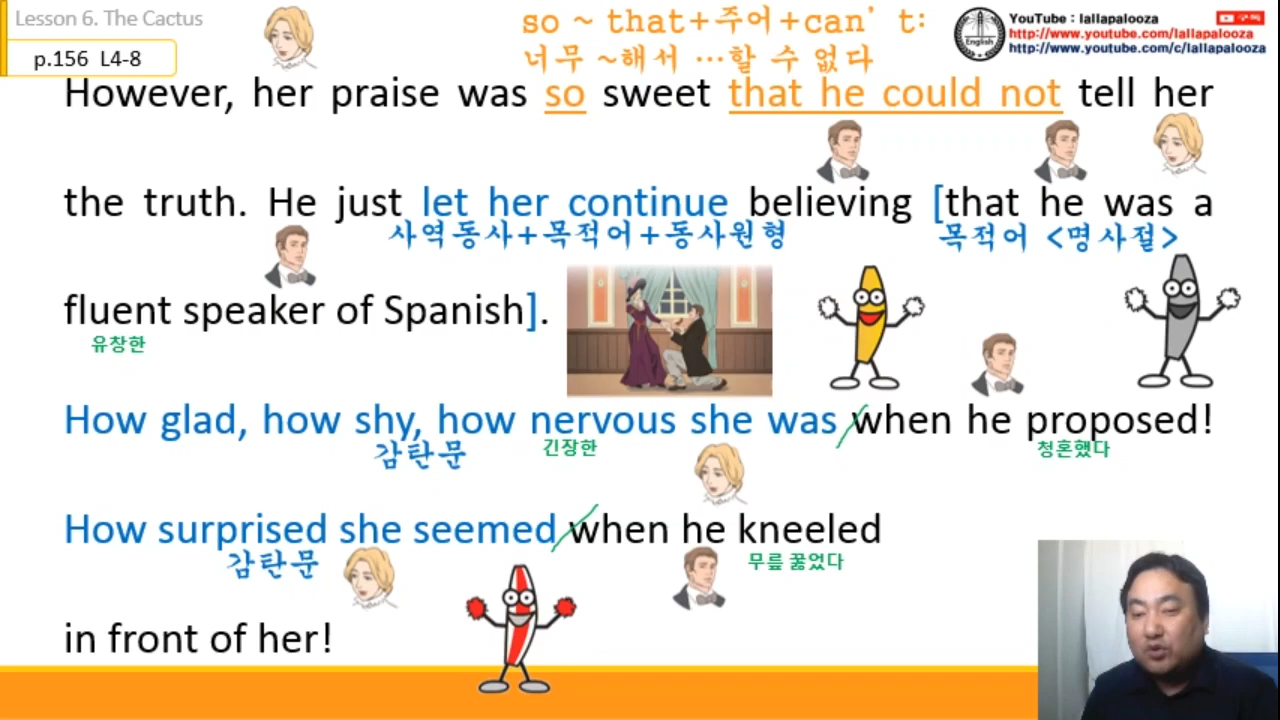 Lesson 6. The Cactus
p.156 L4-8
so ~ that+주어+can't:
너무 ~해서 …할 수 없다
English
YouTube : lallapalooza
구독
http://www.youtube.com/lallapalooza
http://www.youtube.com/c/lallapalooza
However, her praise was so sweet that he could not tell her
the truth. He just let her continue believing [that he was a
사역동사+목적어+동사원형
목적어 <명사절>
fluent speaker of Spanish].
유창한
How glad, how shy, how nervous she was when he proposed!
감탄문
긴장한
청혼했다
How surprised she seemed when he kneeled
감탄문
무릎 꿇었다
in front of her!